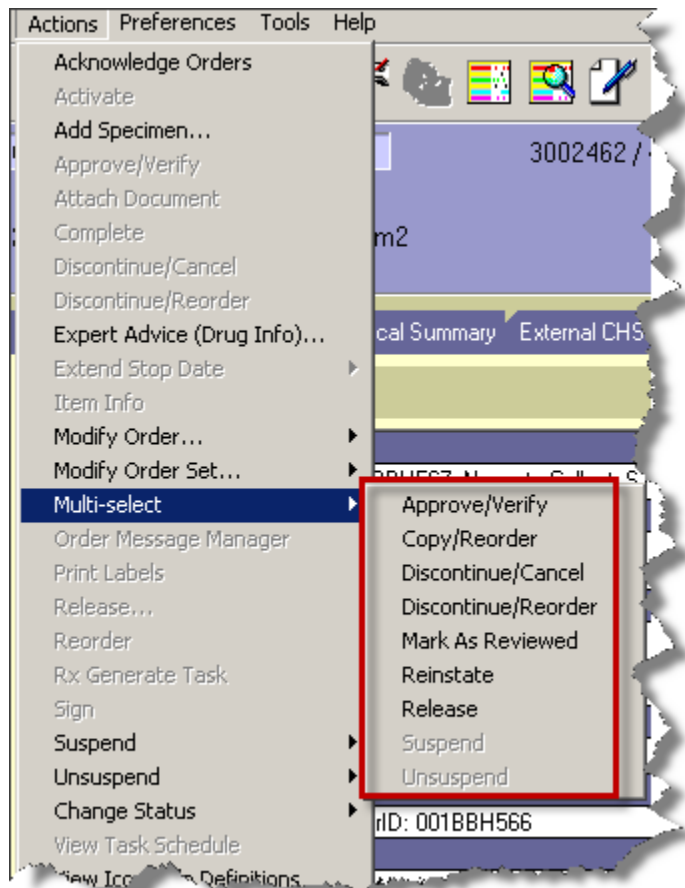 Actions Preferences Tools Help
Acknowledge Orders
Activate
Add Specimen...
3002462 /
Approve/Verify
Attach Document
Complete
m2
Discontinue/Cancel
Discontinue/Reorder
Expert Advice (Drug Info)...
cal Summary External CHS
Extend Stop Date
Item Info
Modify Order...
Modify Order Set...
Multi-select
Approve/Verify
Order Message Manager
Copy/Reorder
Print Labels
Discontinue/Cancel
Release...
Discontinue/Reorder
Reorder
Mark As Reviewed
Rx Generate Task
Reinstate
Sign
Release
Suspend
Suspend
Unsuspend
Unsuspend
Change Status
rID: 001BBH566
View Task Schedule
View Definitions